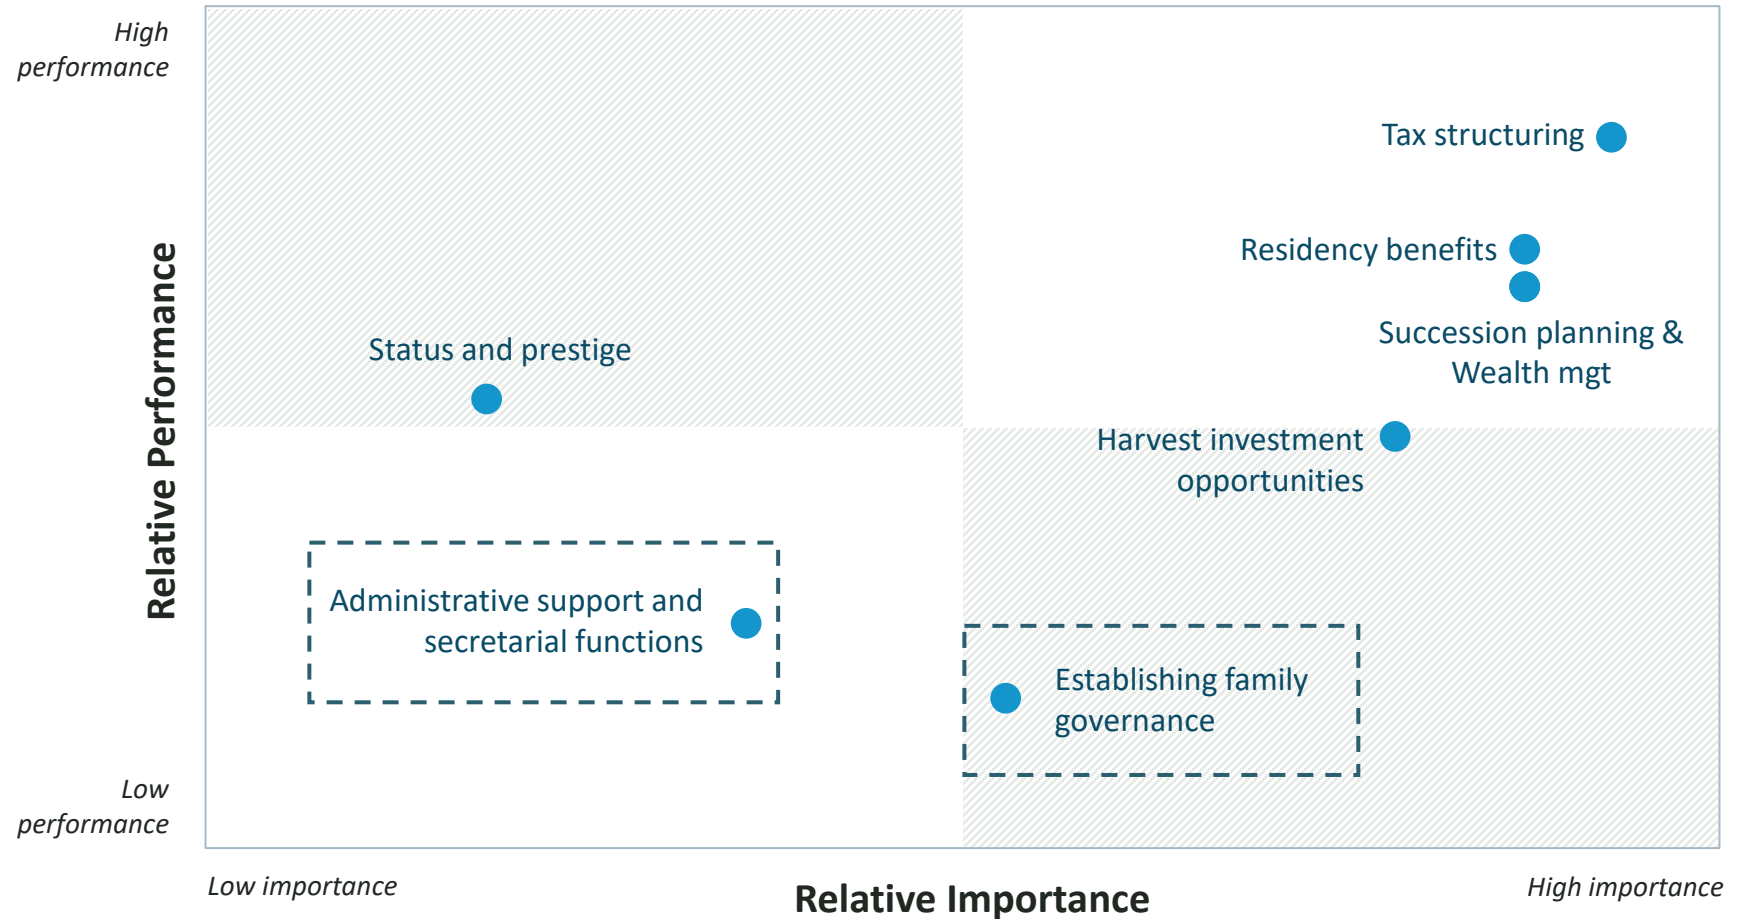 High
performance
Tax structuring
Residency benefits
Succession planning &
Wealth mgt
Status and prestige
Relative Performance
Harvest investment
opportunities
Administrative support and
secretarial functions
Establishing family
governance
Low
performance
Low importance
Relative Importance
High importance